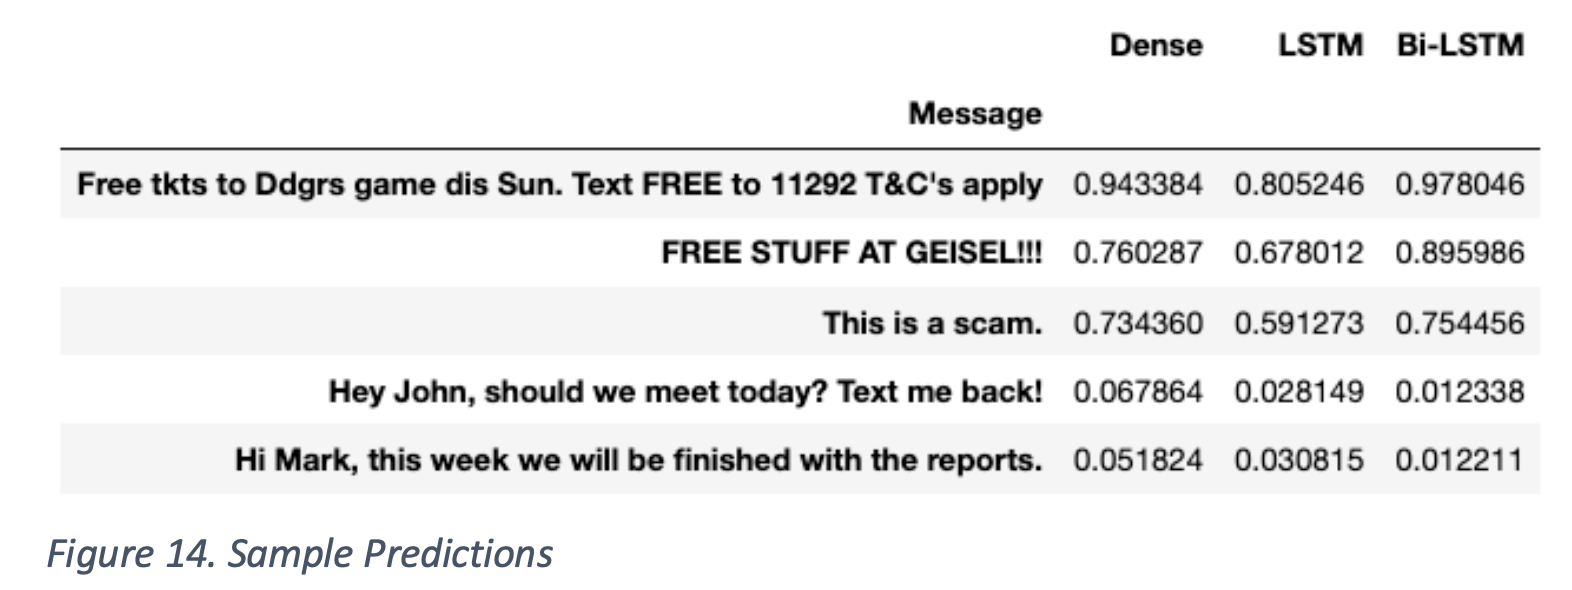 Dense LSTM Bi-LSTM
Message
Free tkts to Ddgrs game dis Sun. Text FREE to 11292 T&C's apply 0.943384 0.805246 0.978046
FREE STUFF AT GEISEL!!! 0.760287 0.678012 0.895986
This is a scam. 0.734360 0.591273 0.754456
Hey John, should we meet today? Text me back! 0.067864 0.028149 0.012338
Hi Mark, this week we will be finished with the reports. 0.051824 0.030815 0.012211
Figure 14. Sample Predictions